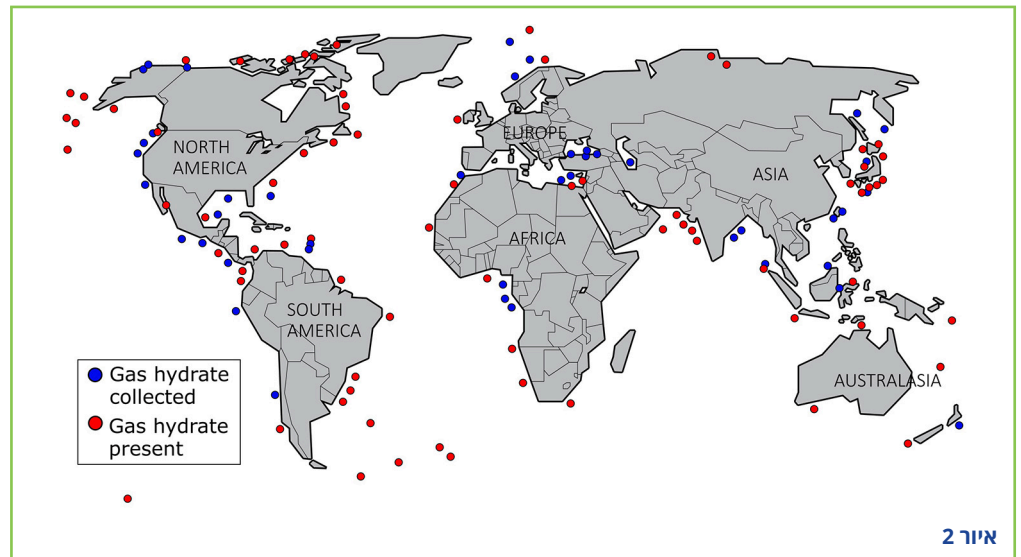 NORTH
AMERICA
EUROPE
ASIA
AFRICA
SOUTH
AMERICA
AUSTRALASIA
Gas hydrate
collected
Gas hydrate
present
איור 2